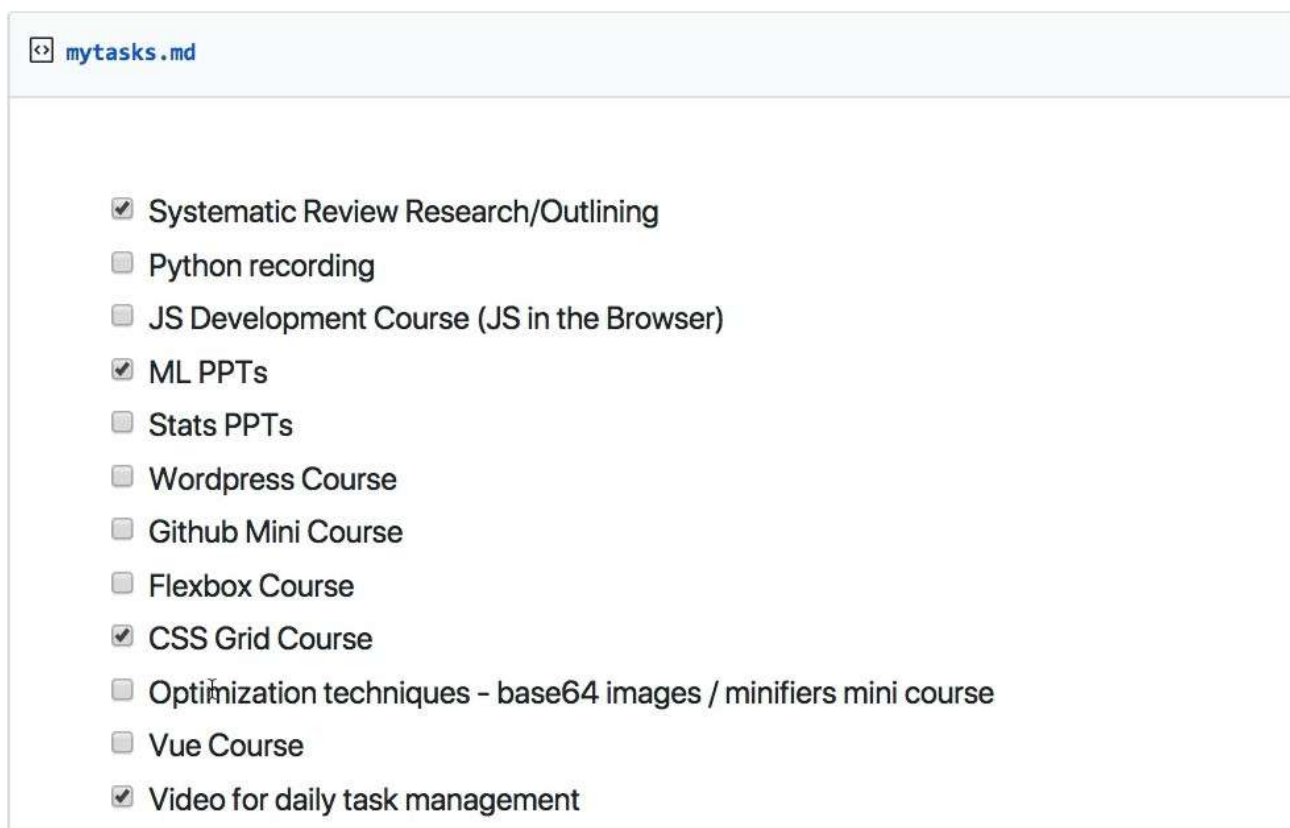 mytasks.md
Systematic Review Research/Outlining
Python recording
JS Development Course (JS in the Browser)
ML PPTs
Stats PPTs
Wordpress Course
Github Mini Course
Flexbox Course
CSS Grid Course
Optimization techniques - base64 images / minifiers mini course
Vue Course
Video for daily task management